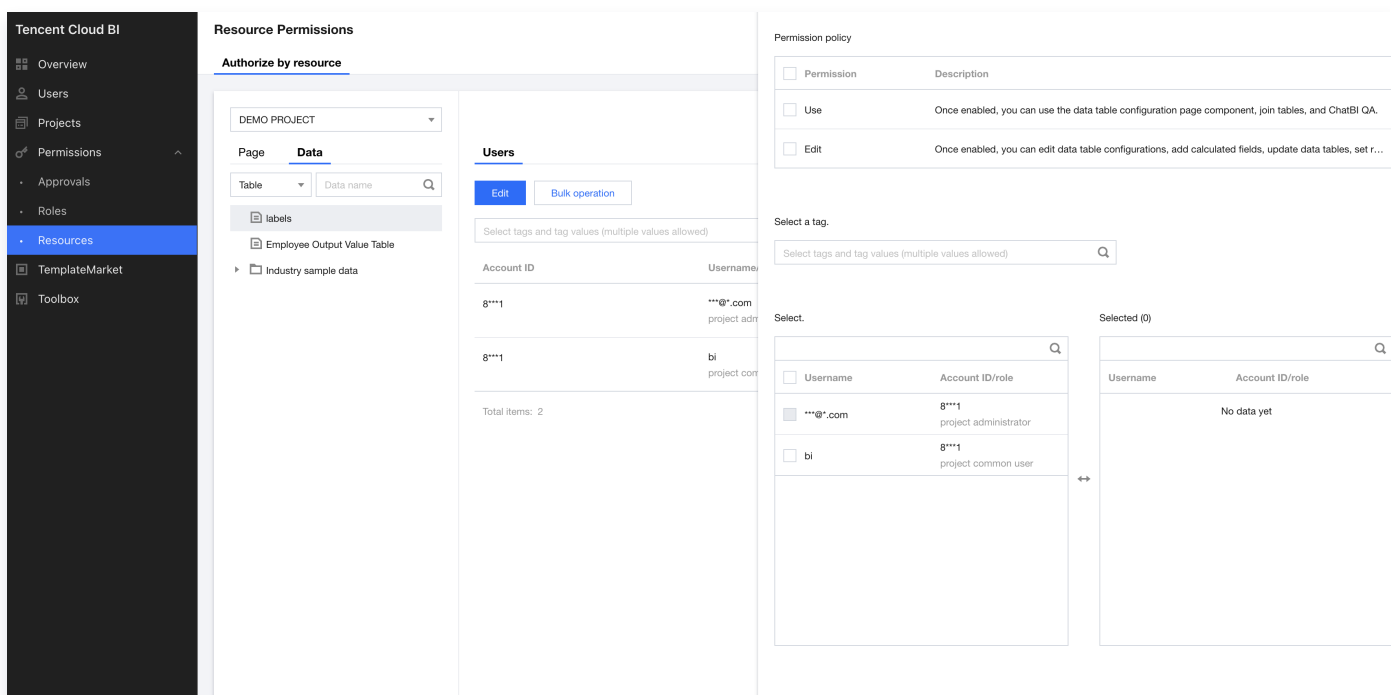 Tencent Cloud BI
Overview
Users
Projects
Permissions
Approvals
Roles
Resources
TemplateMarket
Toolbox
Resource Permissions
Authorize by resource
DEMO PROJECT
Page Data
Table Data name
labels
Employee Output Value Table
Industry sample data
Users
Edit Bulk operation
Select tags and tag values (multiple values allowed)
Account ID Username/
8***1 ***@*.com
project adm
8***1 bi
project com
Total items: 2
Permission policy
Permission Description
Use Once enabled, you can use the data table configuration page component, join tables, and ChatBI QA.
Edit Once enabled, you can edit data table configurations, add calculated fields, update data tables, set r...
Select a tag.
Select tags and tag values (multiple values allowed)
Select.
Username Account ID/role
***@*.com 8***1
project administrator
bi 8***1
project common user
Selected (0)
Username Account ID/role
No data yet